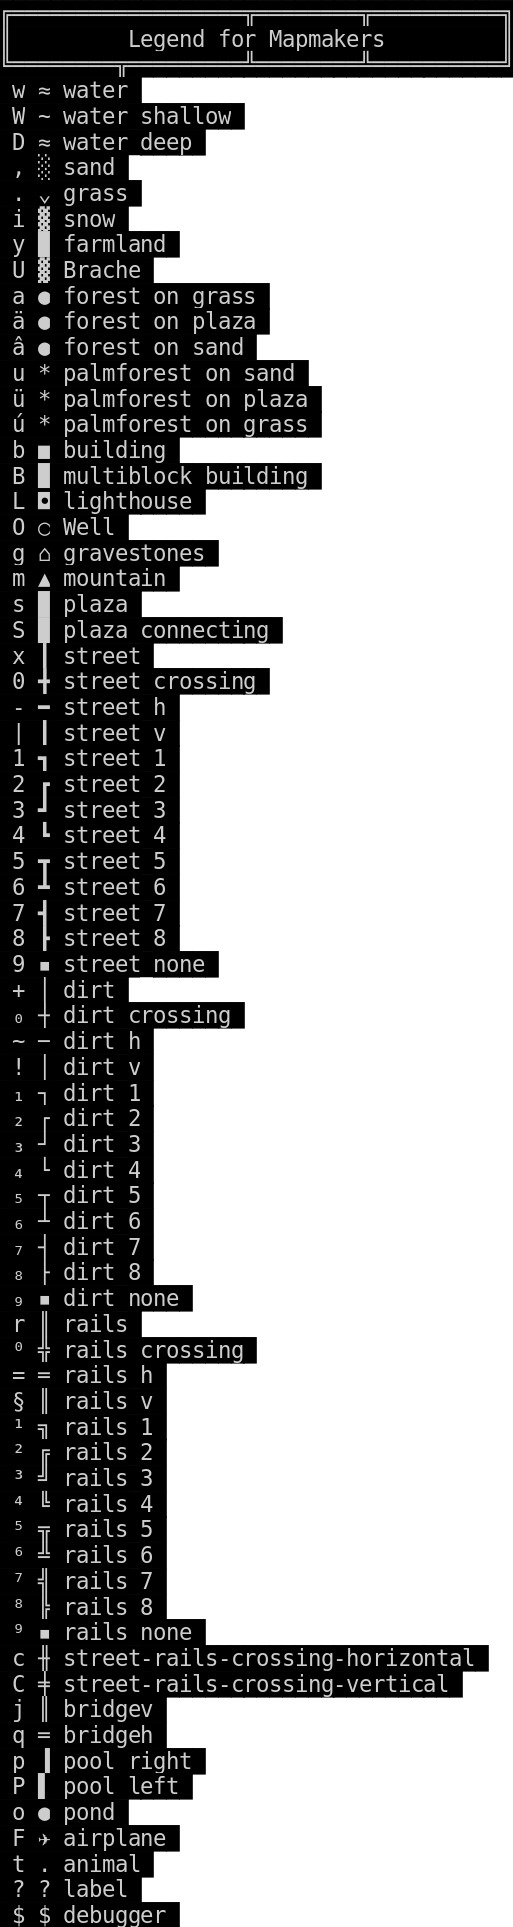 Legend for Mapmakers
w ≈ water
W ~ water shallow
D ≈ water deep
, ░ sand
. ⌄ grass
i ▓ snow
y █ farmland
U ▓ Brache
a ● forest on grass
ä ● forest on plaza
â ● forest on sand
u * palmforest on sand
ü * palmforest on plaza
ú * palmforest on grass
b ■ building
B █ multiblock building
L ◘ lighthouse
O ○ Well
g ⌂ gravestones
m ▲ mountain
s █ plaza
S █ plaza connecting
x ┃ street
0 ╋ street crossing
- ━ street h
| ┃ street v
1 ┓ street 1
2 ┏ street 2
3 ┛ street 3
4 ┗ street 4
5 ┳ street 5
6 ┻ street 6
7 ┫ street 7
8 ┣ street 8
9 ▪ street none
+ │ dirt
₀ ┼ dirt crossing
~ ─ dirt h
! │ dirt v
₁ ┐ dirt 1
₂ ┌ dirt 2
₃ ┘ dirt 3
₄ └ dirt 4
₅ ┬ dirt 5
₆ ┴ dirt 6
₇ ┤ dirt 7
₈ ├ dirt 8
₉ ▪ dirt none
r ║ rails
⁰ ╬ rails crossing
= ═ rails h
§ ║ rails v
¹ ╗ rails 1
² ╔ rails 2
³ ╝ rails 3
⁴ ╚ rails 4
⁵ ╦ rails 5
⁶ ╩ rails 6
⁷ ╣ rails 7
⁸ ╠ rails 8
⁹ ▪ rails none
c ╫ street-rails-crossing-horizontal
C ╪ street-rails-crossing-vertical
j ║ bridgev
q ═ bridgeh
p ▐ pool right
P ▌ pool left
o ● pond
F ✈ airplane
t . animal
? ? label
$ $ debugger